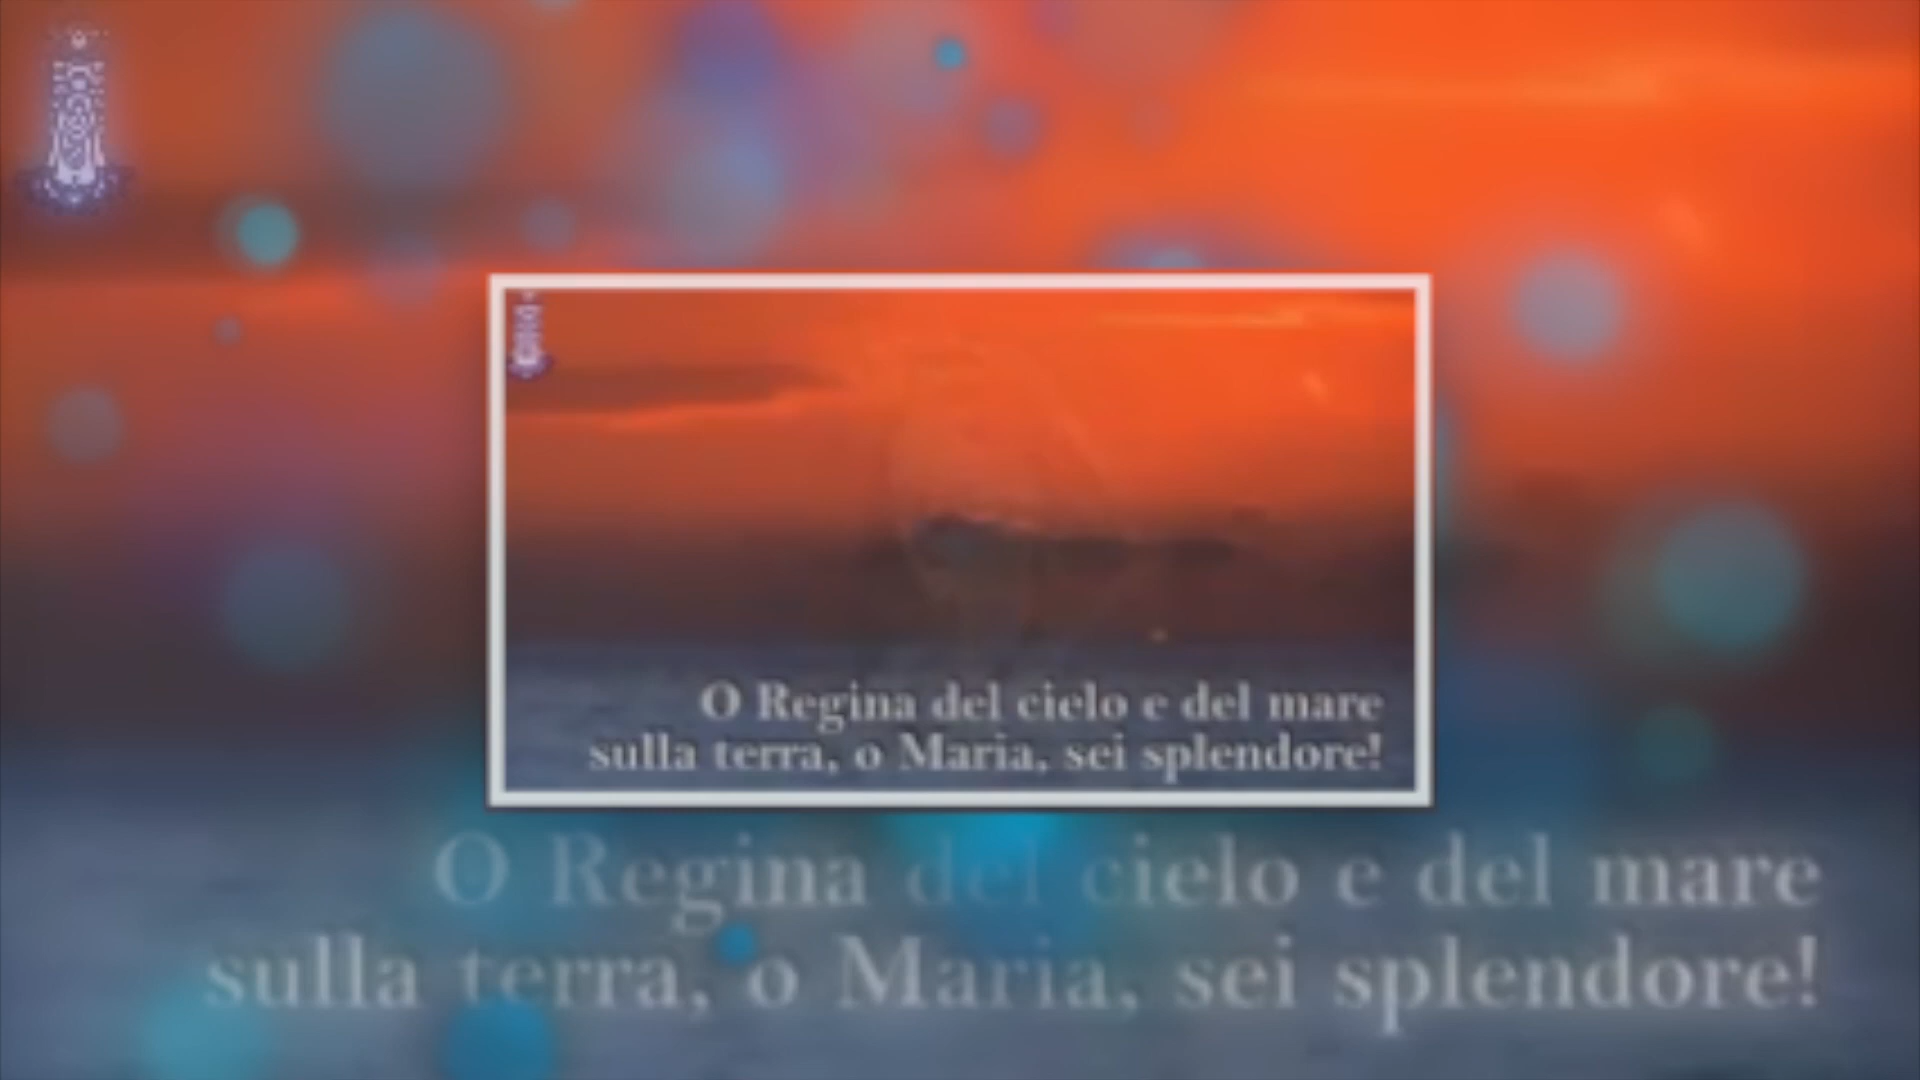 O Regina del cielo e del mare
sulla terra, o Maria, sei splendore!
O Regina del cielo e del mare
sulla terra, o Maria, sei splendore!